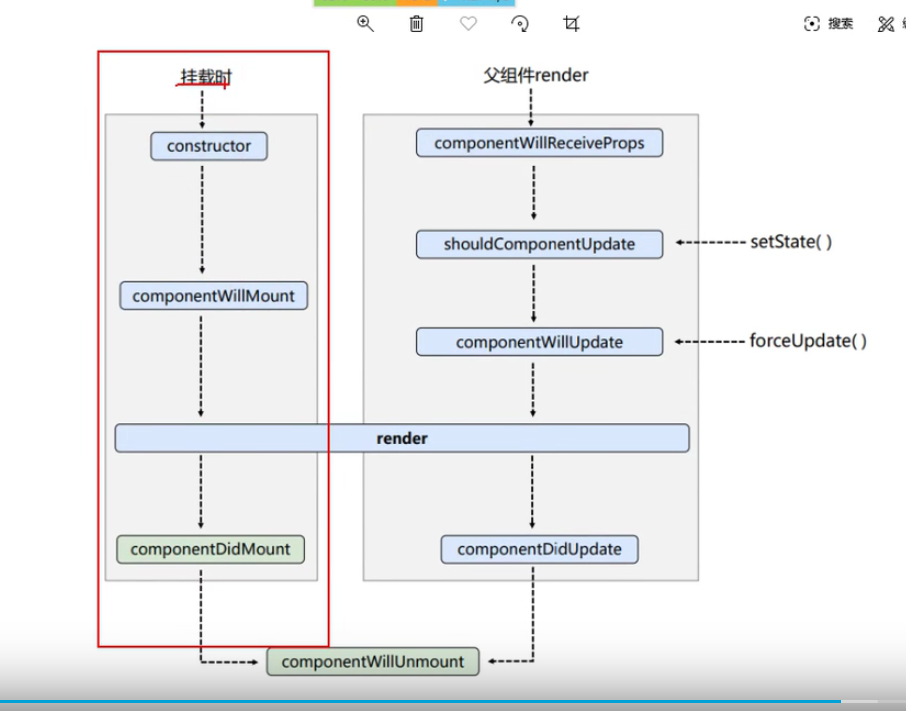 搜索
挂载时
父组件render
constructor
componentWillReceiveProps
shouldComponentUpdate
setState( )
componentWillMount
componentWillUpdate
forceUpdate( )
render
componentDidMount
componentDidUpdate
componentWillUnmount